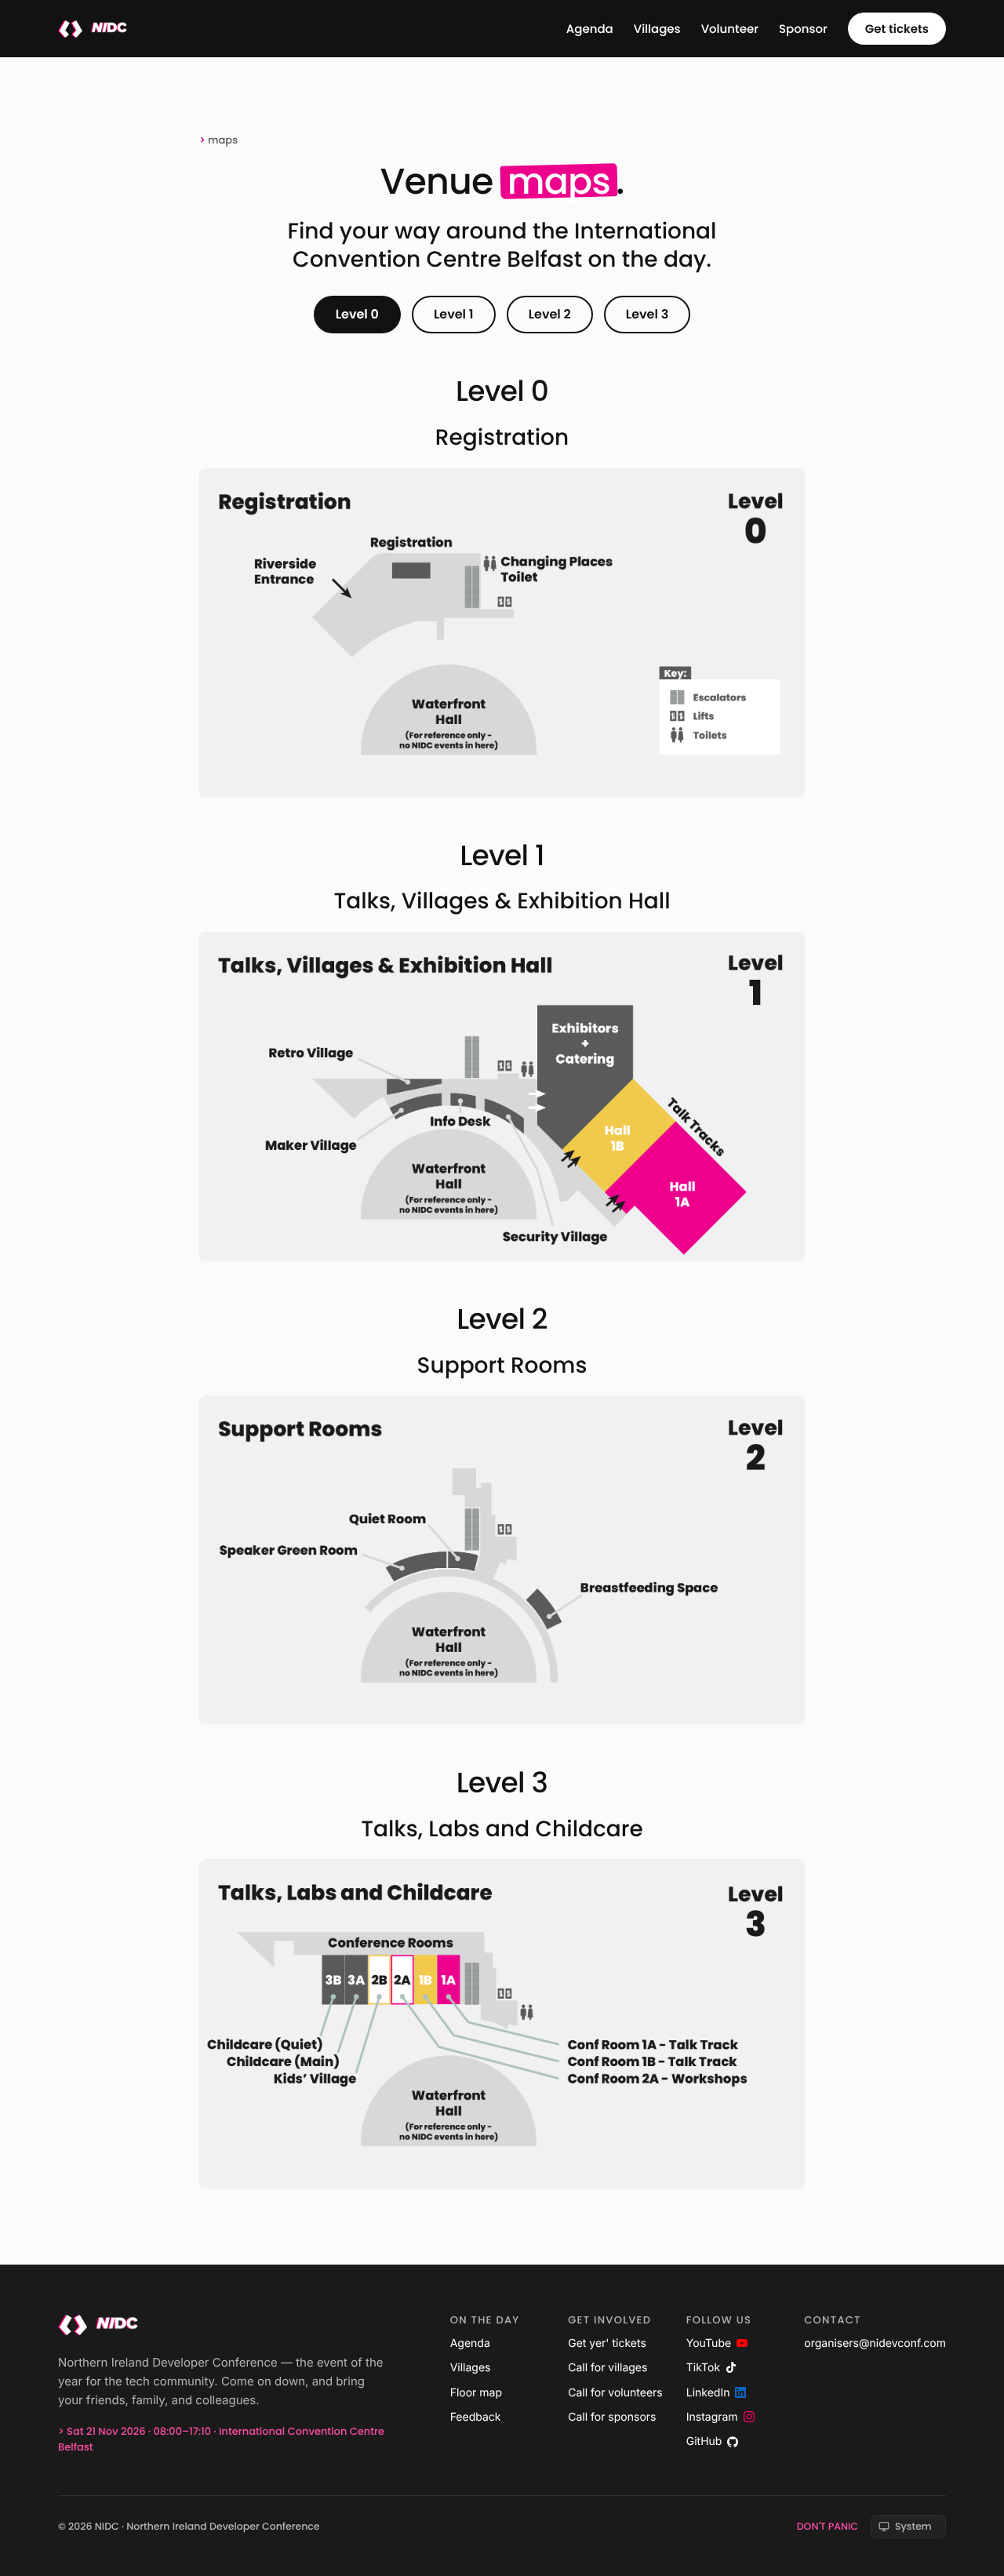 NIDC
Agenda
Villages
Volunteer
Sponsor
Get tickets
> maps
Venue maps.
Find your way around the International
Convention Centre Belfast on the day.
Level 0
Level 1
Level 2
Level 3
Level 0
Registration
Registration
Level
0
Registration
Riverside
Entrance
Changing Places
Toilet
Waterfront
Hall
(For reference only -
no NIDC events in here)
Key:
Escalators
Lifts
Toilets
Level 1
Talks, Villages & Exhibition Hall
Talks, Villages & Exhibition Hall
Level
1
Exhibitors
+
Catering
Retro Village
Talk Tracks
Info Desk
Hall
1B
Maker Village
Waterfront
Hall
(For reference only -
no NIDC events in here)
Hall
1A
Security Village
Level 2
Support Rooms
Support Rooms
Level
2
Quiet Room
Speaker Green Room
Breastfeeding Space
Waterfront
Hall
(For reference only -
no NIDC events in here)
Level 3
Talks, Labs and Childcare
Talks, Labs and Childcare
Level
3
Conference Rooms
3B 3A 2B 2A 1B 1A
Childcare (Quiet)
Childcare (Main)
Kids' Village
Conf Room 1A - Talk Track
Conf Room 1B - Talk Track
Conf Room 2A - Workshops
Waterfront
Hall
(For reference only -
no NIDC events in here)
NIDC
Northern Ireland Developer Conference — the event of the
year for the tech community. Come on down, and bring
your friends, family, and colleagues.
> Sat 21 Nov 2026 · 08:00–17:10 · International Convention Centre
Belfast
ON THE DAY
Agenda
Villages
Floor map
Feedback
GET INVOLVED
Get yer' tickets
Call for villages
Call for volunteers
Call for sponsors
FOLLOW US
YouTube
TikTok
LinkedIn
Instagram
GitHub
CONTACT
organisers@nidevconf.com
© 2026 NIDC · Northern Ireland Developer Conference
DON'T PANIC
System